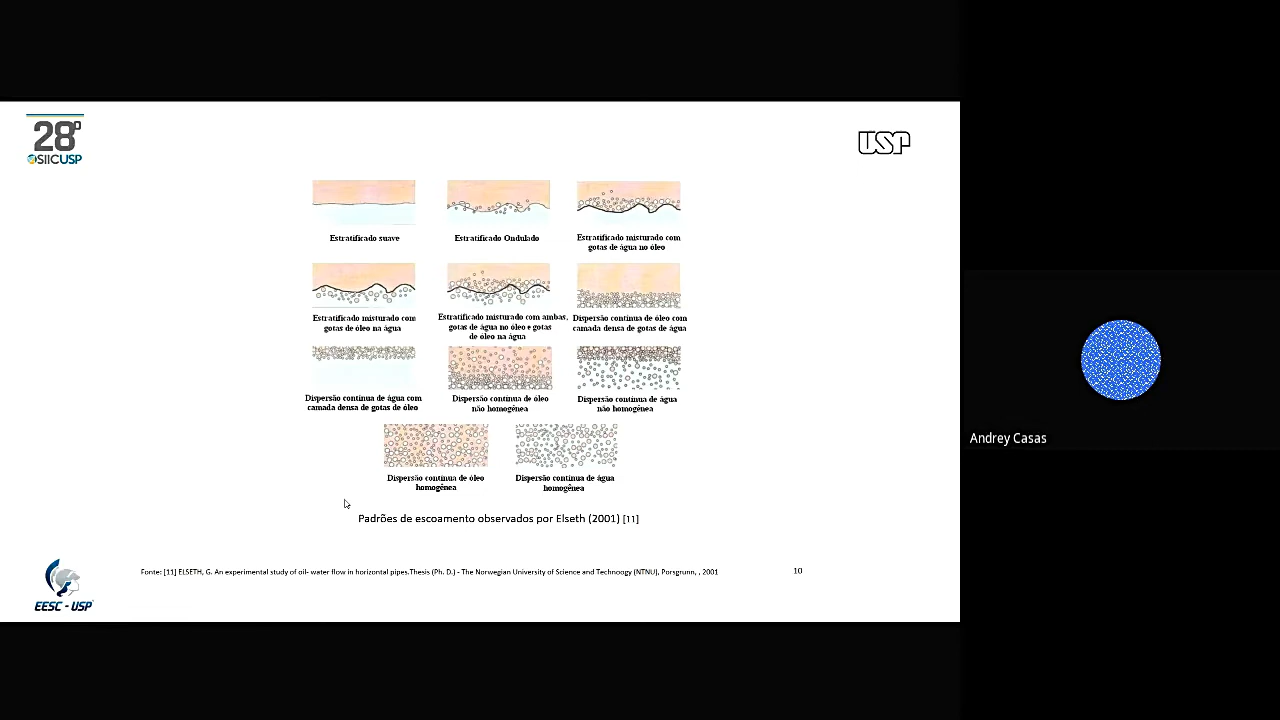 28º
SIICUSP
USP
Estratificado suave
Estratificado Ondulado
Estratificado misturado com
gotas de água no óleo
Estratificado misturado com
gotas de óleo na água
Estratificado misturado com ambas,
gotas de água no óleo e gotas
de óleo na água
Dispersão contínua de óleo com
camada densa de gotas de água
Dispersão contínua de água com
camada densa de gotas de óleo
Dispersão contínua de óleo
não homogênea
Dispersão contínua de água
não homogênea
Dispersão contínua de óleo
homogênea
Dispersão contínua de água
homogênea
Padrões de escoamento observados por Elseth (2001) [11]
Fonte: [11] ELSETH, G. An experimental study of oil- water flow in horizontal pipes.Thesis (Ph. D.) - The Norwegian University of Science and Technoogy (NTNU), Porsgrunn, , 2001
10
EESC - USP
Andrey Casas